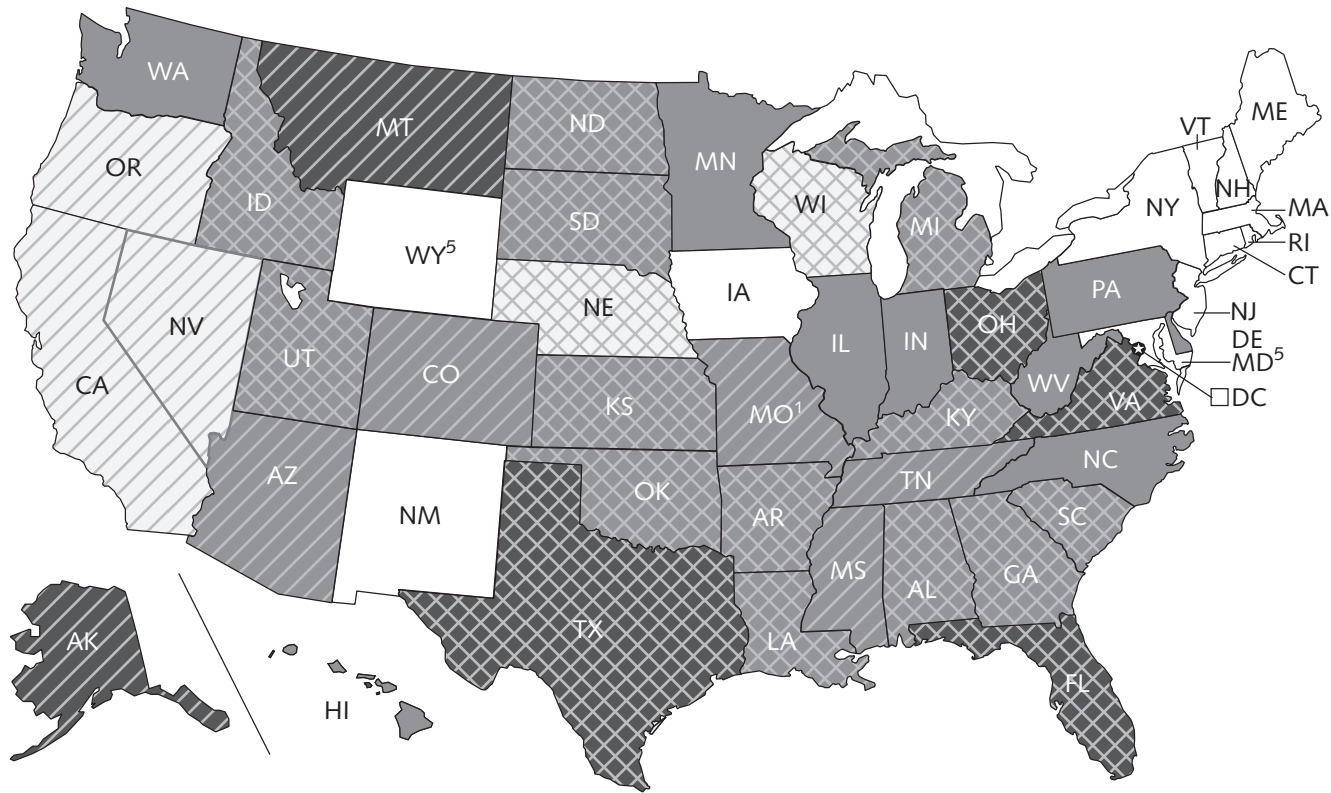 WA
MT
ND
MN
ME
VT
OR
ID
SD
WI
MI
NH
NY
MA
WY⁵
RI
CT
NE
IA
PA
NV
OH
NJ
UT
CO
IL
IN
DE
MD⁵
CA
KS
MO¹
WV
KY
VA
DC
AZ
OK
TN
NC
NM
AR
SC
MS
AL
GA
TX
LA
AK
FL
HI